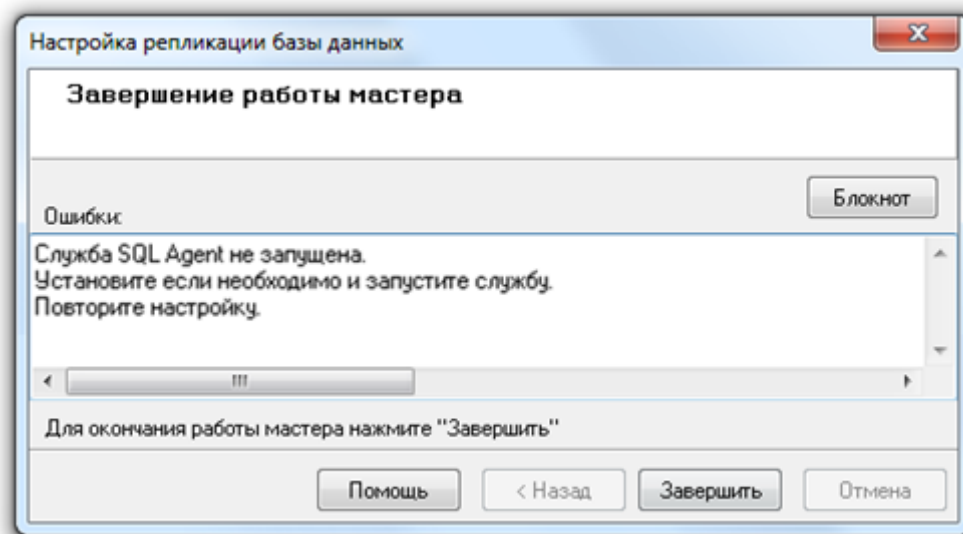 Настройка репликации базы данных
Завершение работы мастера
Блокнот
Ошибки:
Служба SQL Agent не запущена.
Установите если необходимо и запустите службу.
Повторите настройку.
Для окончания работы мастера нажмите "Завершить"
Помощь
< Назад
Завершить
Отмена